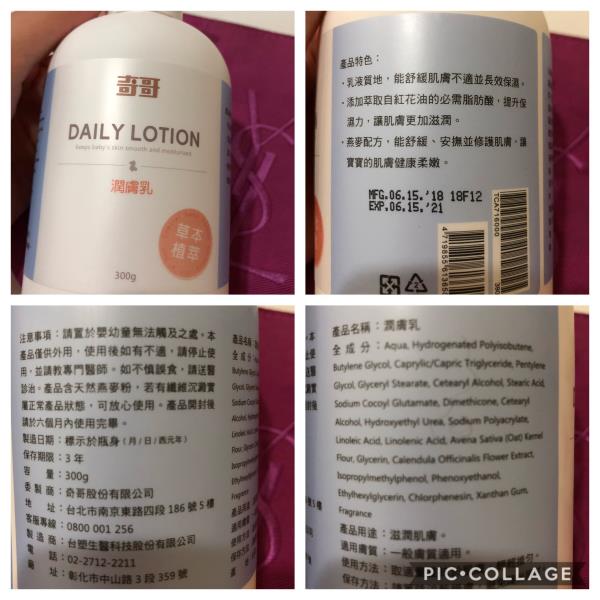 奇哥
DAILY LOTION
keeps baby's skin smooth and moisturized
潤膚乳
草本
植萃
300g
產品特色：
・乳液質地，能舒緩肌膚不適並長效保濕。
・添加萃取自紅花油的必需脂肪酸，提升保
濕力，讓肌膚更加滋潤。
・燕麥配方，能舒緩、安撫並修護肌膚，讓
寶寶的肌膚健康柔嫩。
MFG.06.15.'18 18F12
EXP.06.15.'21
TCA716000
注意事項：請置於嬰幼童無法觸及之處。本
產品僅供外用，使用後如有不適，請停止使
用，並請教專門醫師。如不慎誤食，請送醫
診治。產品含天然燕麥粉，若有纖維沉澱實
屬正常產品狀態，可放心使用。產品開封後
請於六個月內使用完畢。
製造日期：標示於瓶身（月/日/西元年）
保存期限：3 年
容量：300g
委製商：奇哥股份有限公司
地址：台北市南京東路四段 186 號 5 樓
客服專線：0800 001 256
製造商：台塑生醫科技股份有限公司
電話：02-2712-2211
廠址：彰化市中山路 3 段 359 號
產品名稱：潤膚乳
全成分：Aqua, Hydrogenated Polyisobutene,
Butylene Glycol, Caprylic/Capric Triglyceride, Pentylene
Glycol, Glyceryl Stearate, Cetearyl Alcohol, Stearic Acid,
Sodium Cocoyl Glutamate, Dimethicone, Cetearyl
Alcohol, Hydroxyethyl Urea, Sodium Polyacrylate,
Linoleic Acid, Linolenic Acid, Avena Sativa (Oat) Kernel
Flour, Glycerin, Calendula Officinalis Flower Extract,
Isopropylmethylphenol, Phenoxyethanol,
Ethylhexylglycerin, Chlorphenesin, Xanthan Gum,
Fragrance
產品用途：滋潤肌膚。
適用膚質：一般膚質適用。
使用方法：取適
PIC•COLLAGE